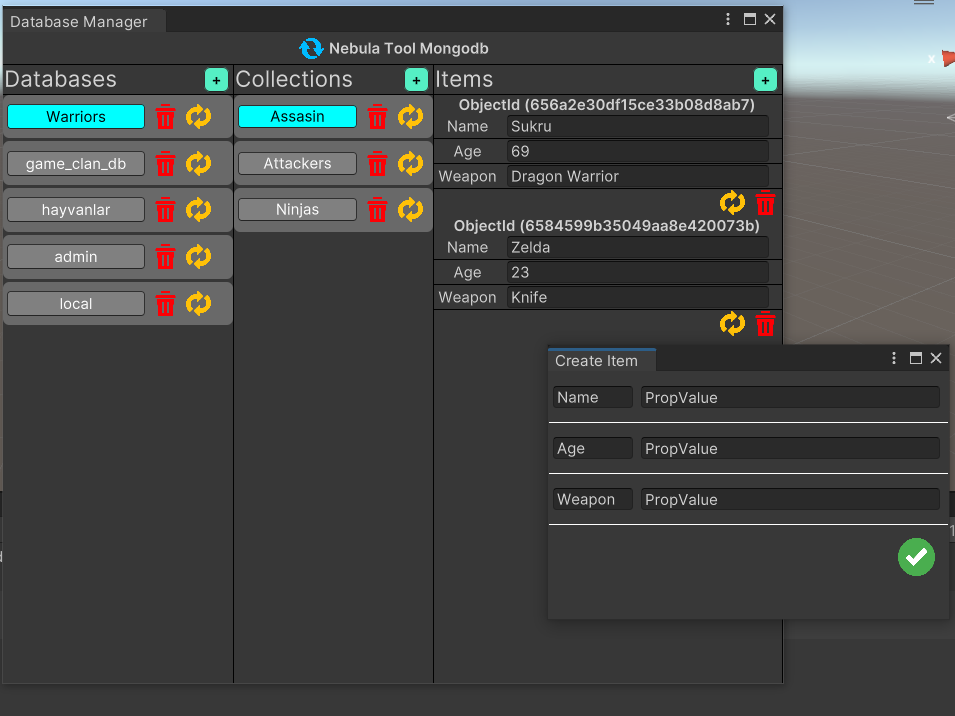 Database Manager
Nebula Tool Mongodb
Databases
+
Collections
+
Items
+
Warriors
game_clan_db
hayvanlar
admin
local
Assasin
Attackers
Ninjas
ObjectId (656a2e30df15ce33b08d8ab7)
Name Sukru
Age 69
Weapon Dragon Warrior
ObjectId (6584599b35049aa8e420073b)
Name Zelda
Age 23
Weapon Knife
Create Item
Name PropValue
Age PropValue
Weapon PropValue
x